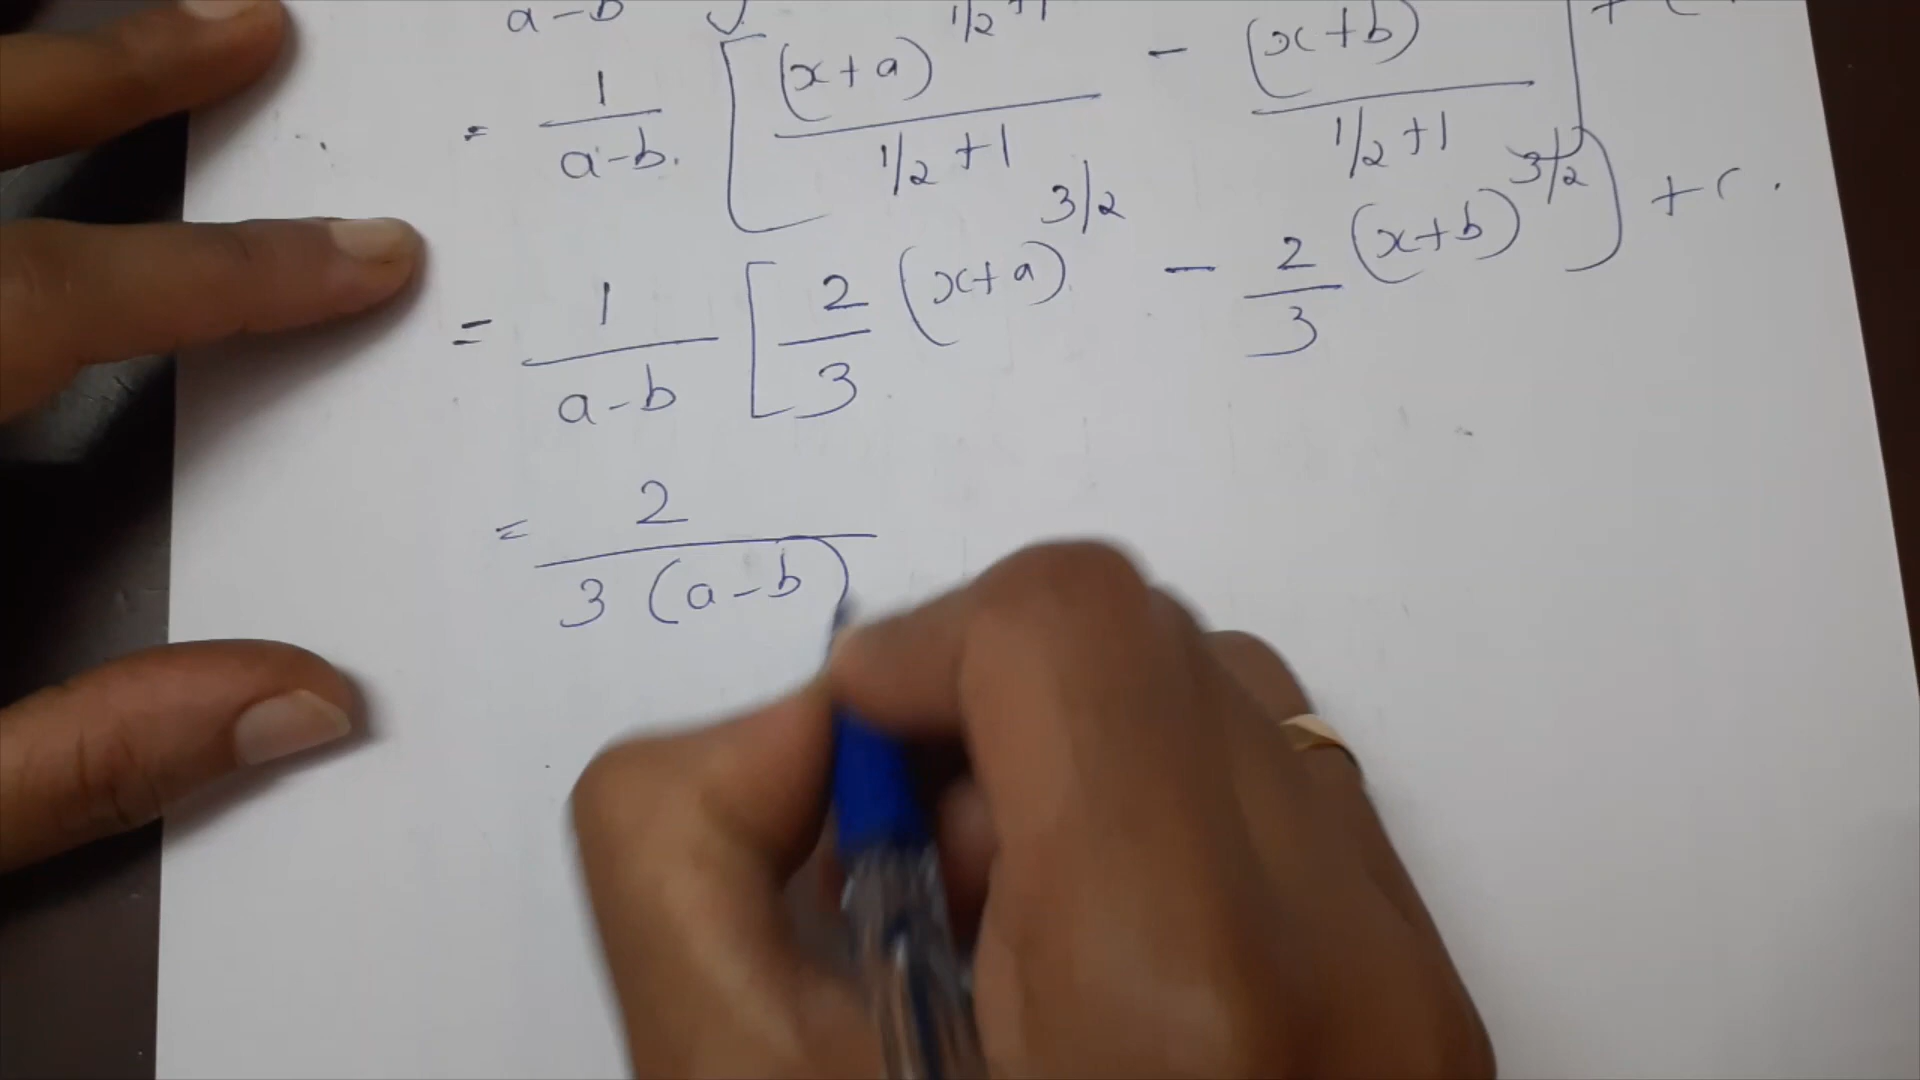 a-b
= 1/(a-b) [ (x+a)^(1/2 +1) / (1/2 +1) - (x+b) / (1/2 +1) ] +
= 1/(a-b) [ 2/3 (x+a)^(3/2) - 2/3 (x+b)^(3/2) ] + C.
= 2 / 3(a-b)